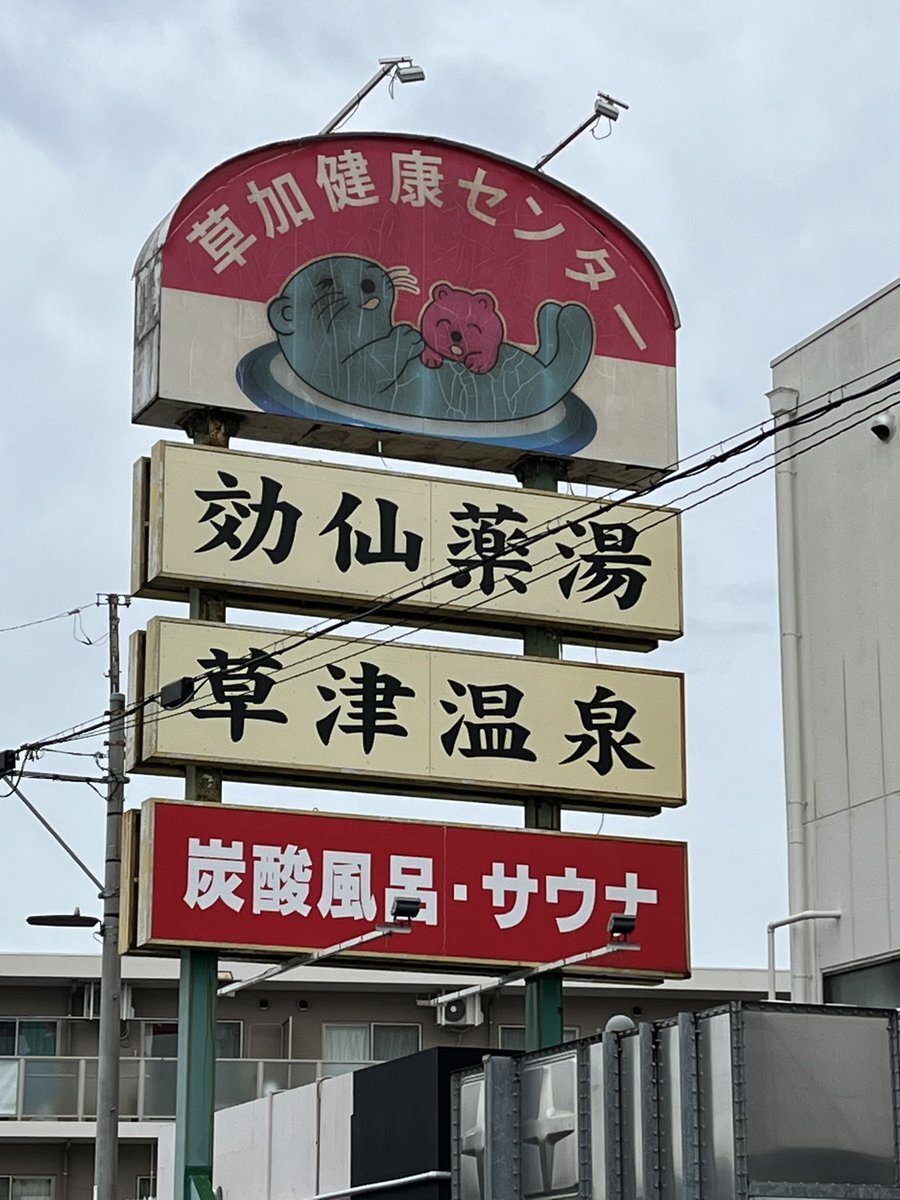 草加健康センター
効仙薬湯
草津温泉
炭酸風呂・サウナ